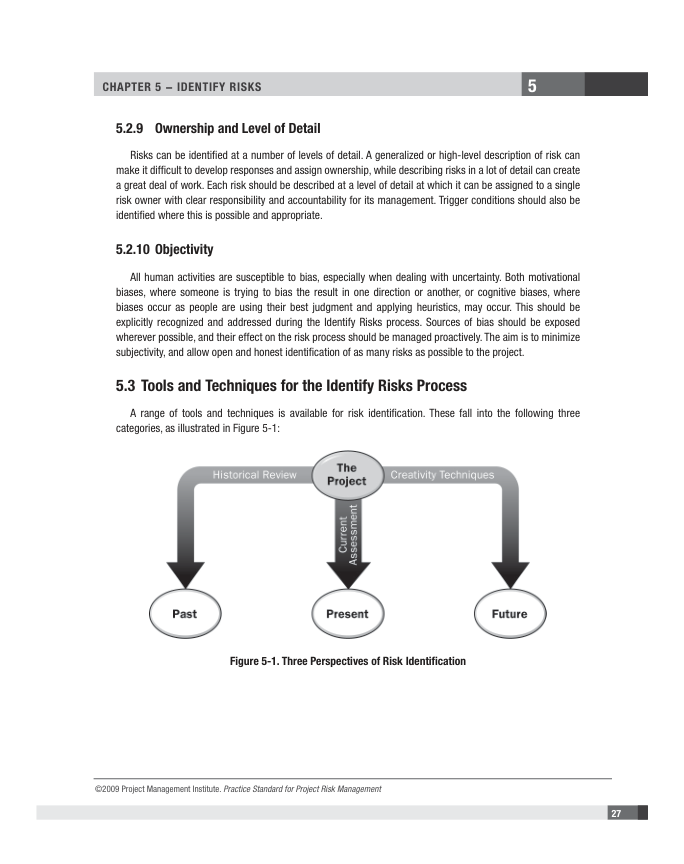 CHAPTER 5 – IDENTIFY RISKS
5
5.2.9 Ownership and Level of Detail
Risks can be identified at a number of levels of detail. A generalized or high-level description of risk can
make it difficult to develop responses and assign ownership, while describing risks in a lot of detail can create
a great deal of work. Each risk should be described at a level of detail at which it can be assigned to a single
risk owner with clear responsibility and accountability for its management. Trigger conditions should also be
identified where this is possible and appropriate.
5.2.10 Objectivity
All human activities are susceptible to bias, especially when dealing with uncertainty. Both motivational
biases, where someone is trying to bias the result in one direction or another, or cognitive biases, where
biases occur as people are using their best judgment and applying heuristics, may occur. This should be
explicitly recognized and addressed during the Identify Risks process. Sources of bias should be exposed
wherever possible, and their effect on the risk process should be managed proactively. The aim is to minimize
subjectivity, and allow open and honest identification of as many risks as possible to the project.
5.3 Tools and Techniques for the Identify Risks Process
A range of tools and techniques is available for risk identification. These fall into the following three
categories, as illustrated in Figure 5-1:
Historical Review
The
Project
Creativity Techniques
Current
Assessment
Past
Present
Future
Figure 5-1. Three Perspectives of Risk Identification
©2009 Project Management Institute. Practice Standard for Project Risk Management
27